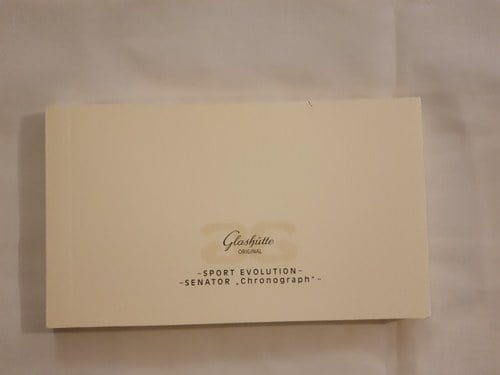 Glashütte
ORIGINAL
-SPORT EVOLUTION-
-SENATOR „Chronograph"-